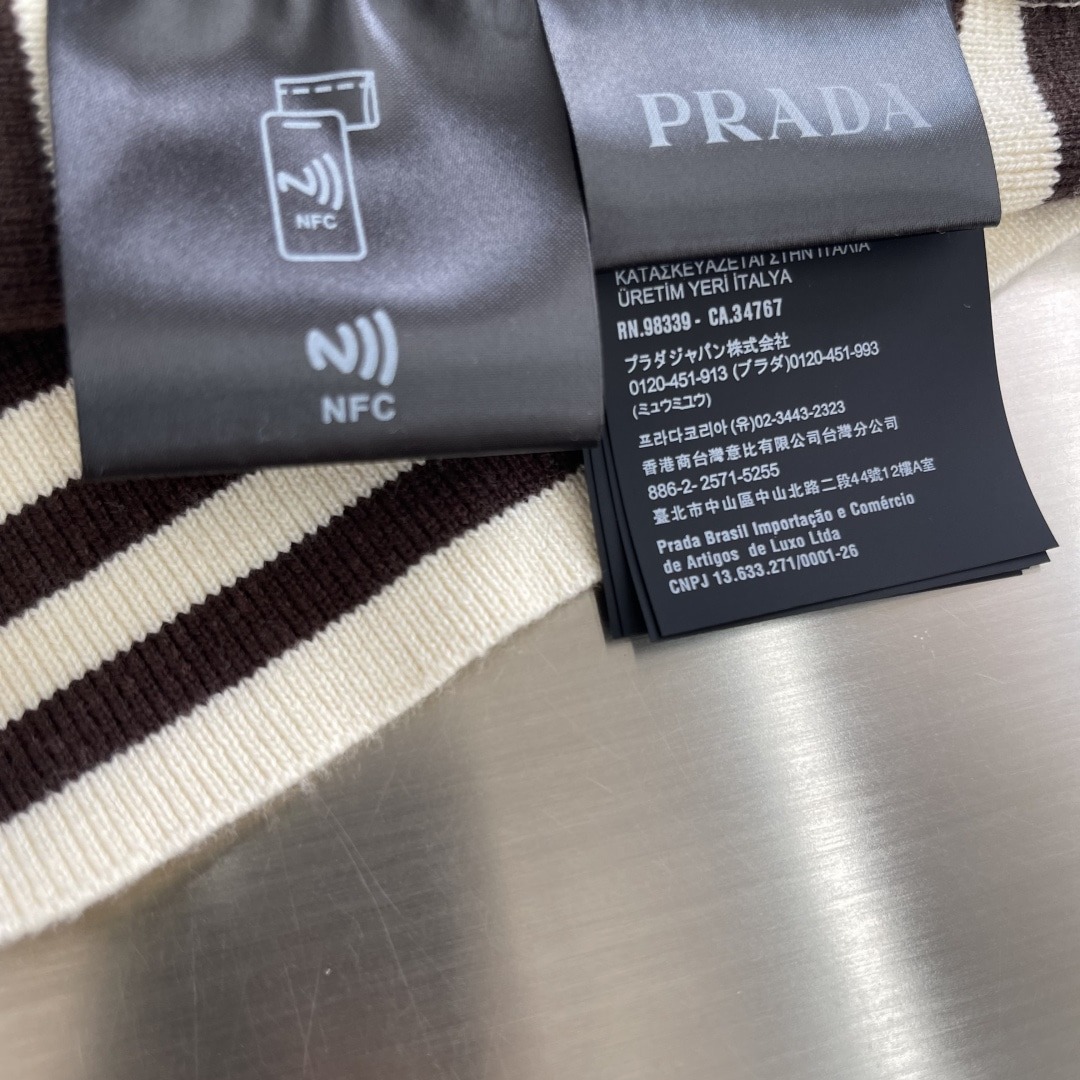 NFC
NFC
PRADA
ΚΑΤΑΣΚΕΥΑΖΕΤΑΙ ΣΤΗΝ ΙΤΑΛΙΑ
ÜRETİM YERİ İTALYA
RN.98339 - CA.34767
プラダジャパン株式会社
0120-451-913 (プラダ)0120-451-993
(ミュウミュウ)
프라다코리아 (유)02-3443-2323
香港商台灣意比有限公司台灣分公司
886-2- 2571-5255
臺北市中山區中山北路二段44號12樓A室
Prada Brasil Importação e Comércio
de Artigos de Luxo Ltda
CNPJ 13.633.271/0001-26